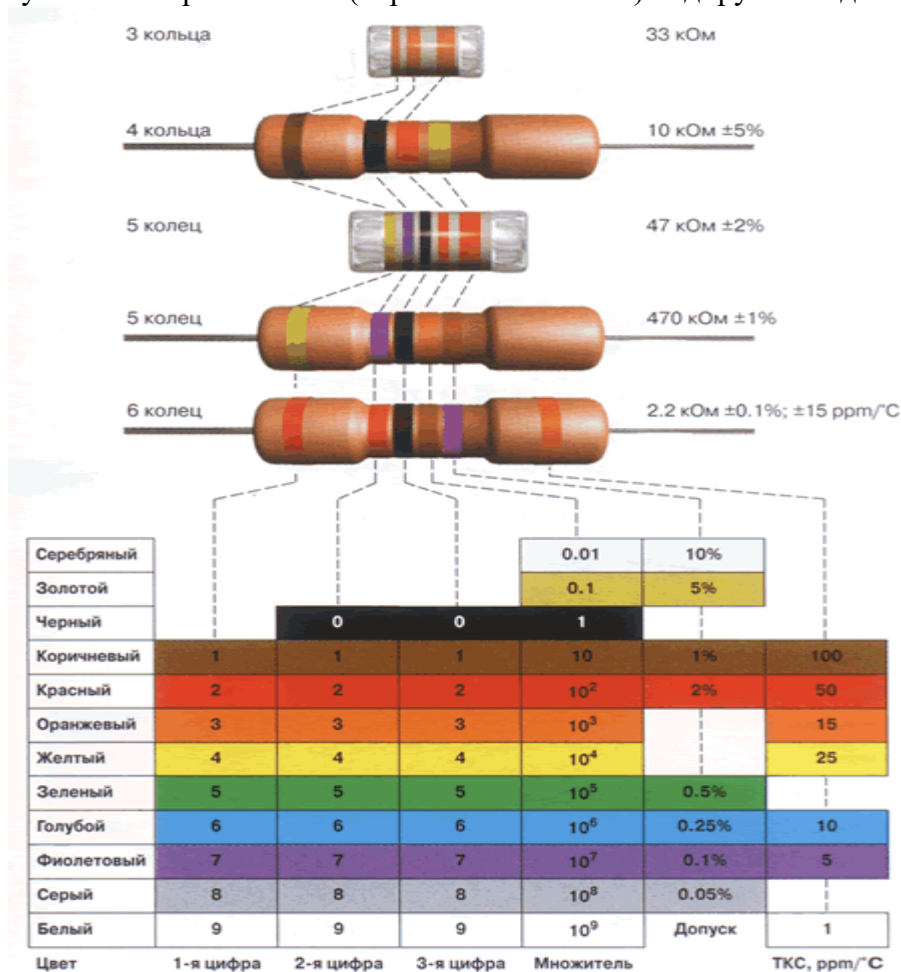 3 кольца 33 кОм
4 кольца 10 кОм ±5%
5 колец 47 кОм ±2%
5 колец 470 кОм ±1%
6 колец 2.2 кОм ±0.1%; ±15 ppm/°C
Серебряный 0.01 10%
Золотой 0.1 5%
Черный 0 0 1
Коричневый 1 1 1 10 1% 100
Красный 2 2 2 10² 2% 50
Оранжевый 3 3 3 10³ 15
Желтый 4 4 4 10⁴ 25
Зеленый 5 5 5 10⁵ 0.5%
Голубой 6 6 6 10⁶ 0.25% 10
Фиолетовый 7 7 7 10⁷ 0.1% 5
Серый 8 8 8 10⁸ 0.05%
Белый 9 9 9 10⁹ Допуск 1
Цвет 1-я цифра 2-я цифра 3-я цифра Множитель ТКС, ppm/°C